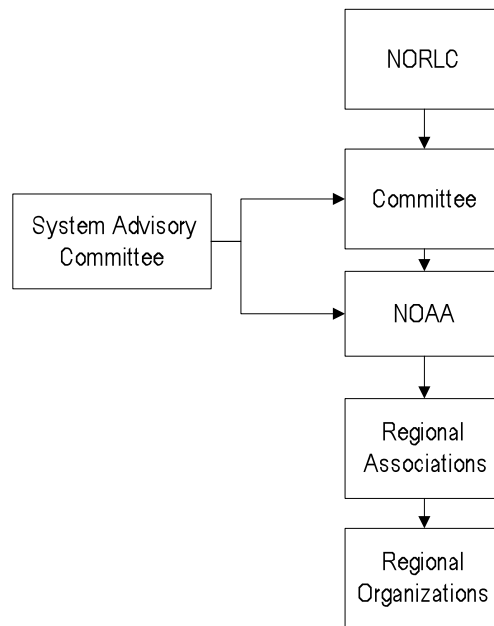 NORLC
Committee
System Advisory
Committee
NOAA
Regional
Associations
Regional
Organizations